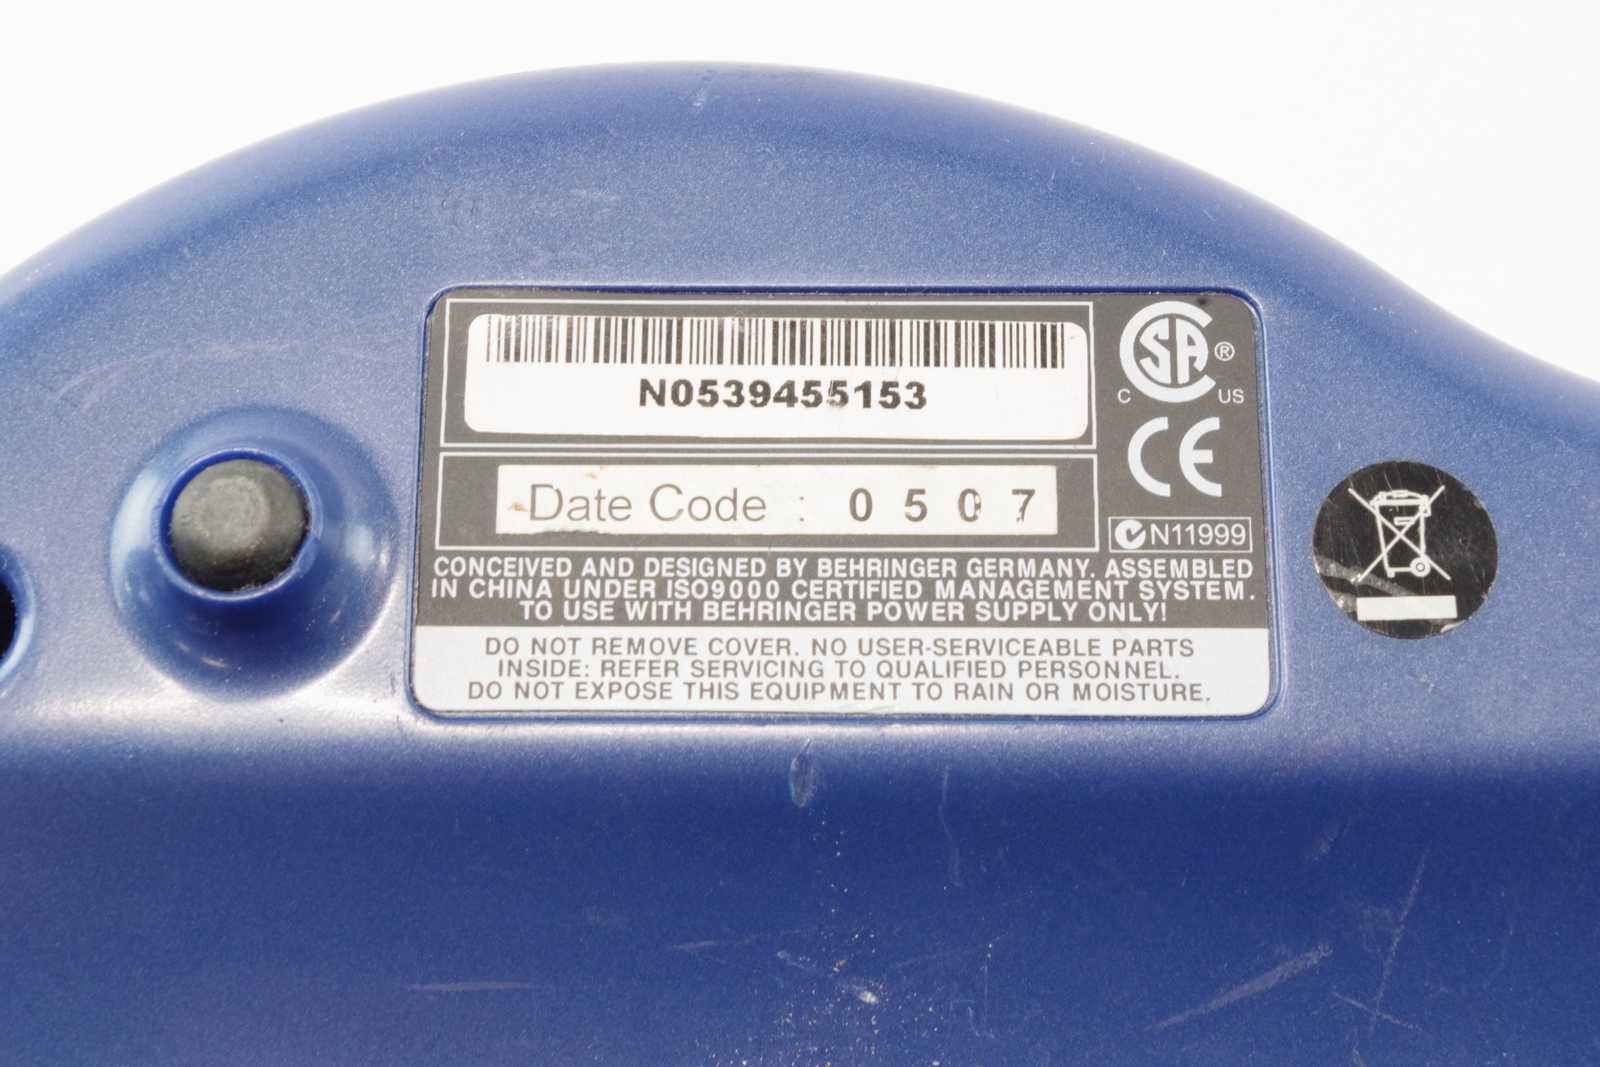 N0539455153
Date Code : 0507
CSA ®
C US
CE
N11999
CONCEIVED AND DESIGNED BY BEHRINGER GERMANY. ASSEMBLED
IN CHINA UNDER ISO9000 CERTIFIED MANAGEMENT SYSTEM.
TO USE WITH BEHRINGER POWER SUPPLY ONLY!
DO NOT REMOVE COVER. NO USER-SERVICEABLE PARTS
INSIDE: REFER SERVICING TO QUALIFIED PERSONNEL.
DO NOT EXPOSE THIS EQUIPMENT TO RAIN OR MOISTURE.